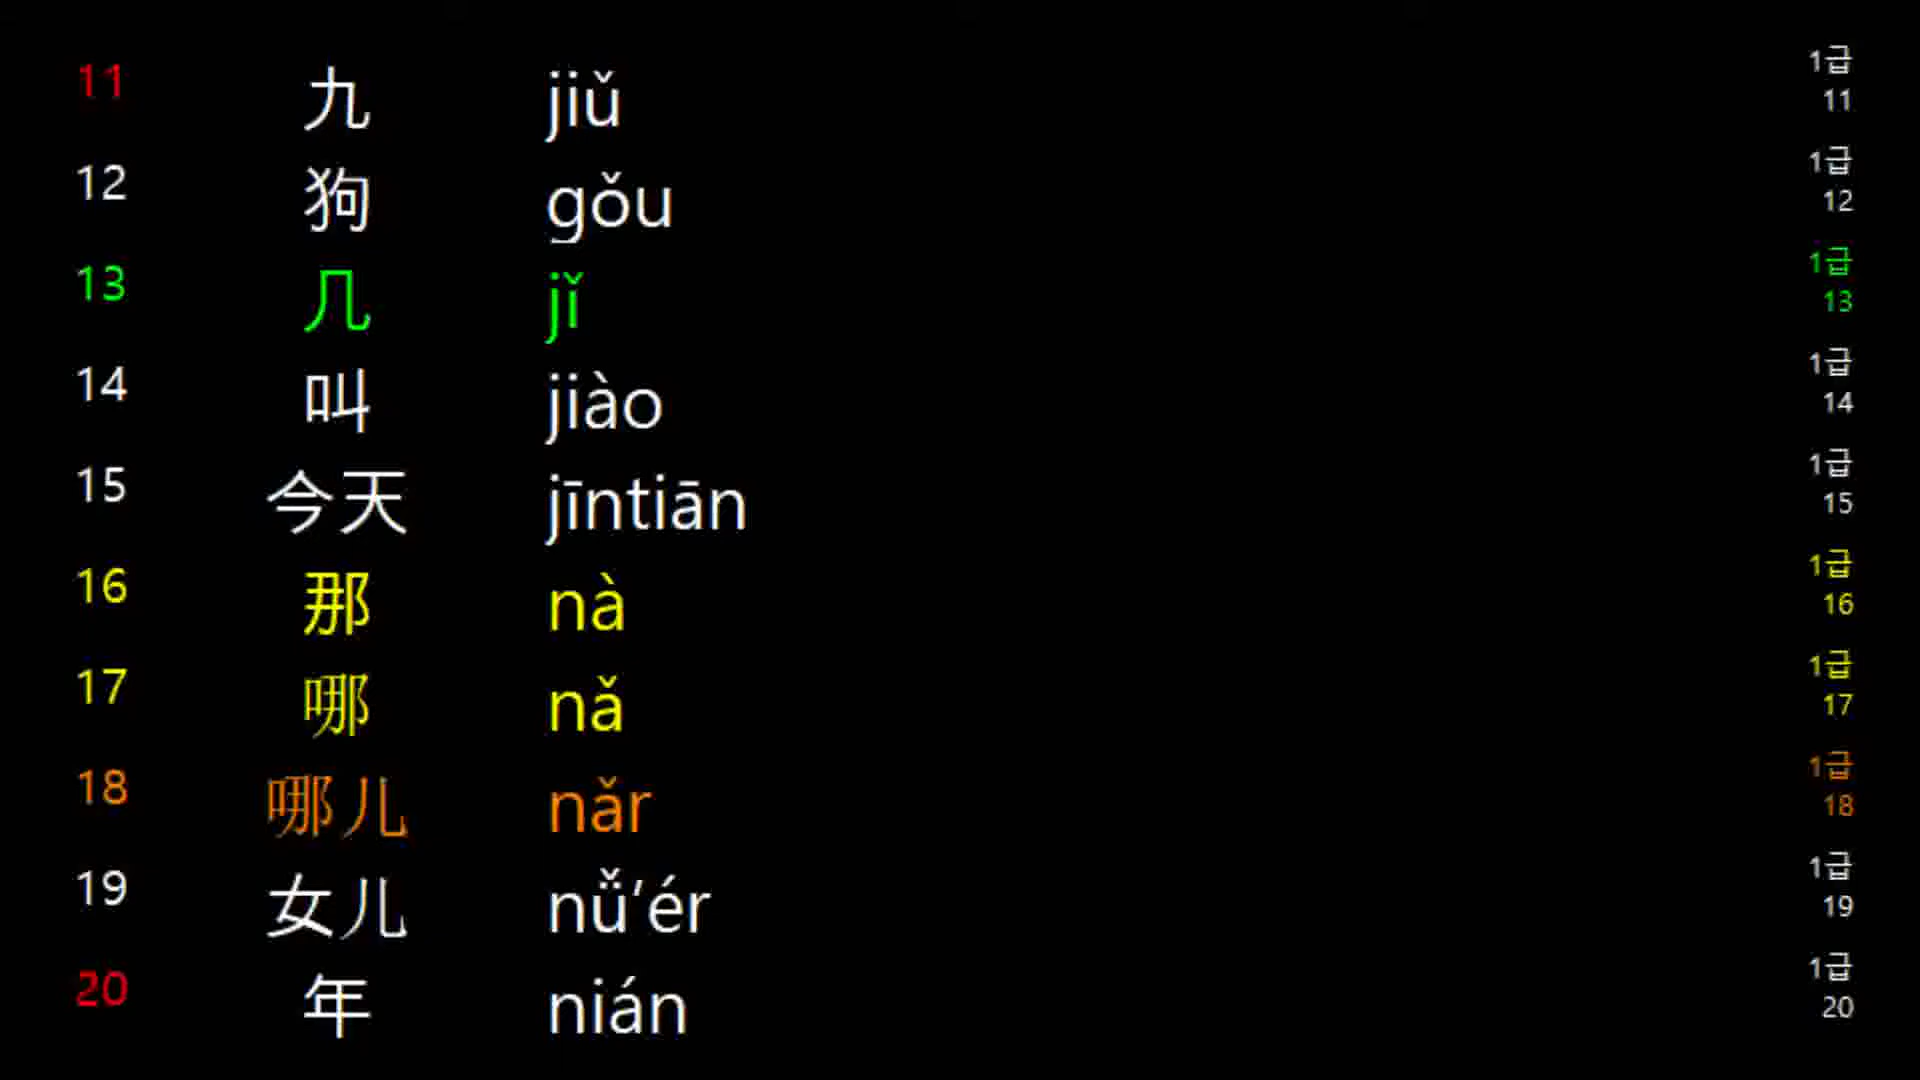 11 九 jiǔ 1급 11
12 狗 gǒu 1급 12
13 几 jǐ 1급 13
14 叫 jiào 1급 14
15 今天 jīntiān 1급 15
16 那 nà 1급 16
17 哪 nǎ 1급 17
18 哪儿 nǎr 1급 18
19 女儿 nǚ’ér 1급 19
20 年 nián 1급 20